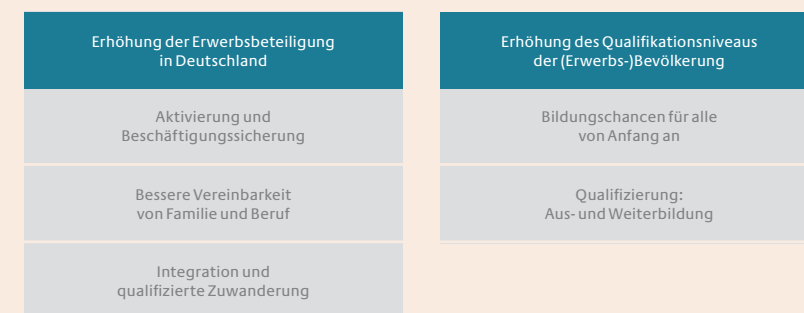 Erhöhung der Erwerbsbeteiligung
in Deutschland
Aktivierung und
Beschäftigungssicherung
Bessere Vereinbarkeit
von Familie und Beruf
Integration und
qualifizierte Zuwanderung
Erhöhung des Qualifikationsniveaus
der (Erwerbs-)Bevölkerung
Bildungschancen für alle
von Anfang an
Qualifizierung:
Aus- und Weiterbildung